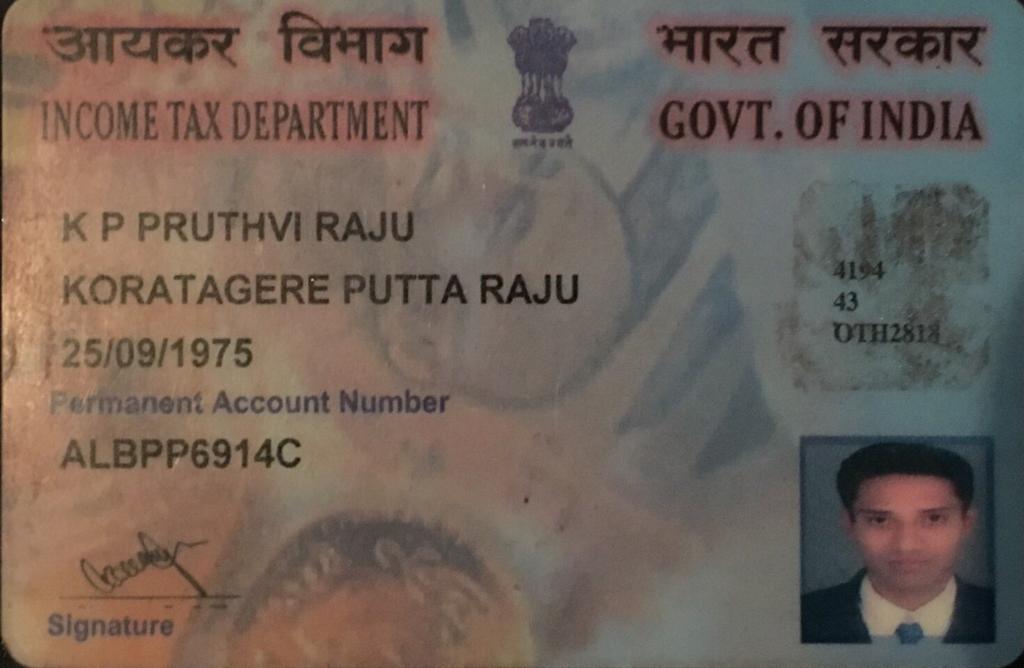 आयकर विभाग
INCOME TAX DEPARTMENT
भारत सरकार
GOVT. OF INDIA
सत्यमेव जयते
K P PRUTHVI RAJU
KORATAGERE PUTTA RAJU
25/09/1975
Permanent Account Number
ALBPP6914C
4194
43
OTH2818
Signature